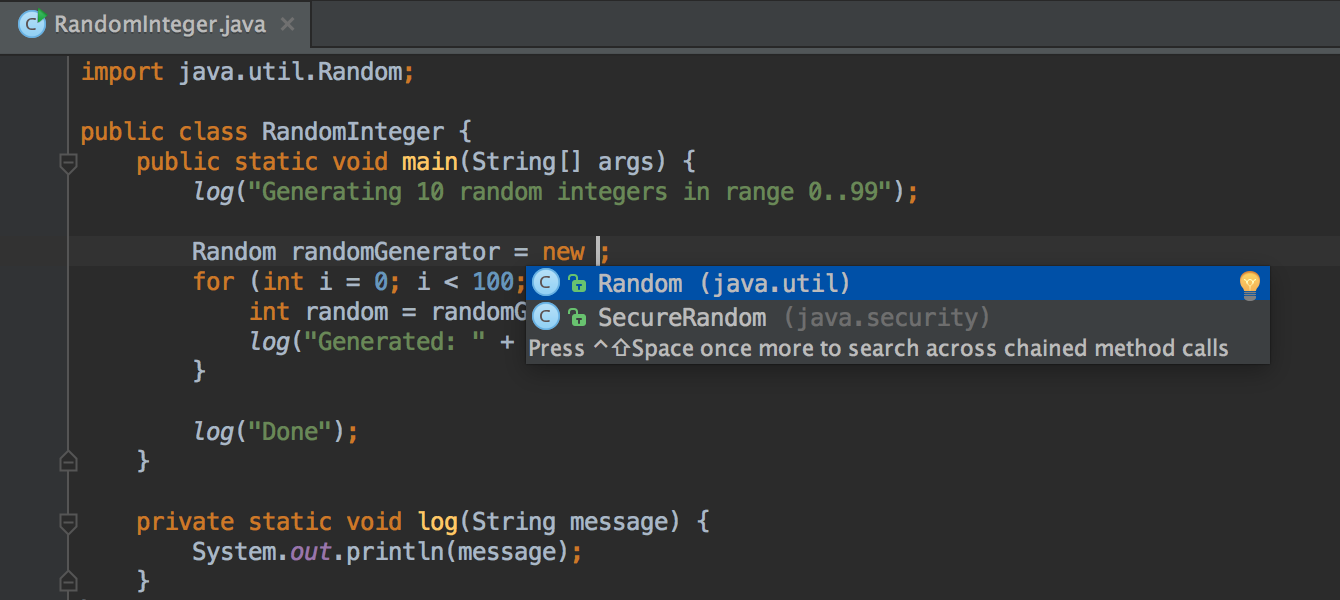 RandomInteger.java
import java.util.Random;
public class RandomInteger {
public static void main(String[] args) {
log("Generating 10 random integers in range 0..99");
Random randomGenerator = new ;
for (int i = 0; i < 100;
Random (java.util)
int random = randomG
SecureRandom (java.security)
log("Generated: " +
Press ^⇧Space once more to search across chained method calls
}
log("Done");
}
private static void log(String message) {
System.out.println(message);
}